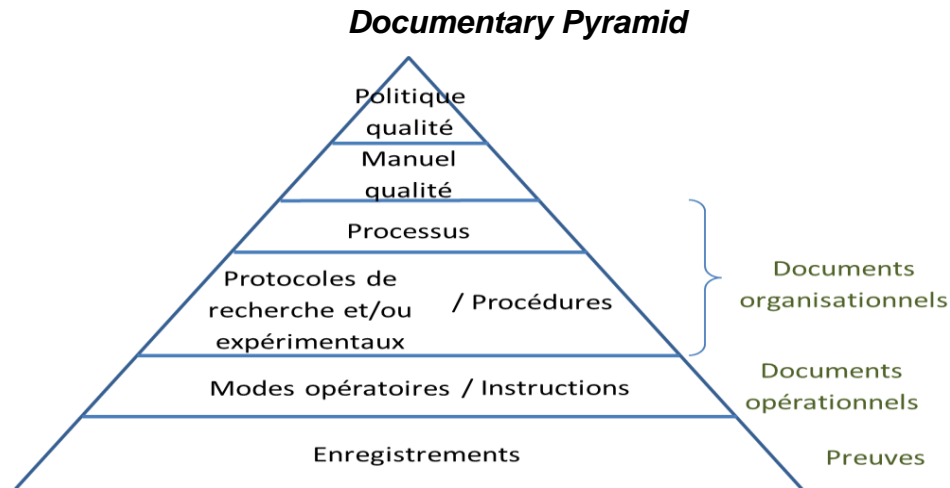 Documentary Pyramid
Politique
qualité
Manuel
qualité
Processus
Protocoles de
recherche et/ou
expérimentaux
/ Procédures
Documents
organisationnels
Modes opératoires / Instructions
Documents
opérationnels
Enregistrements
Preuves